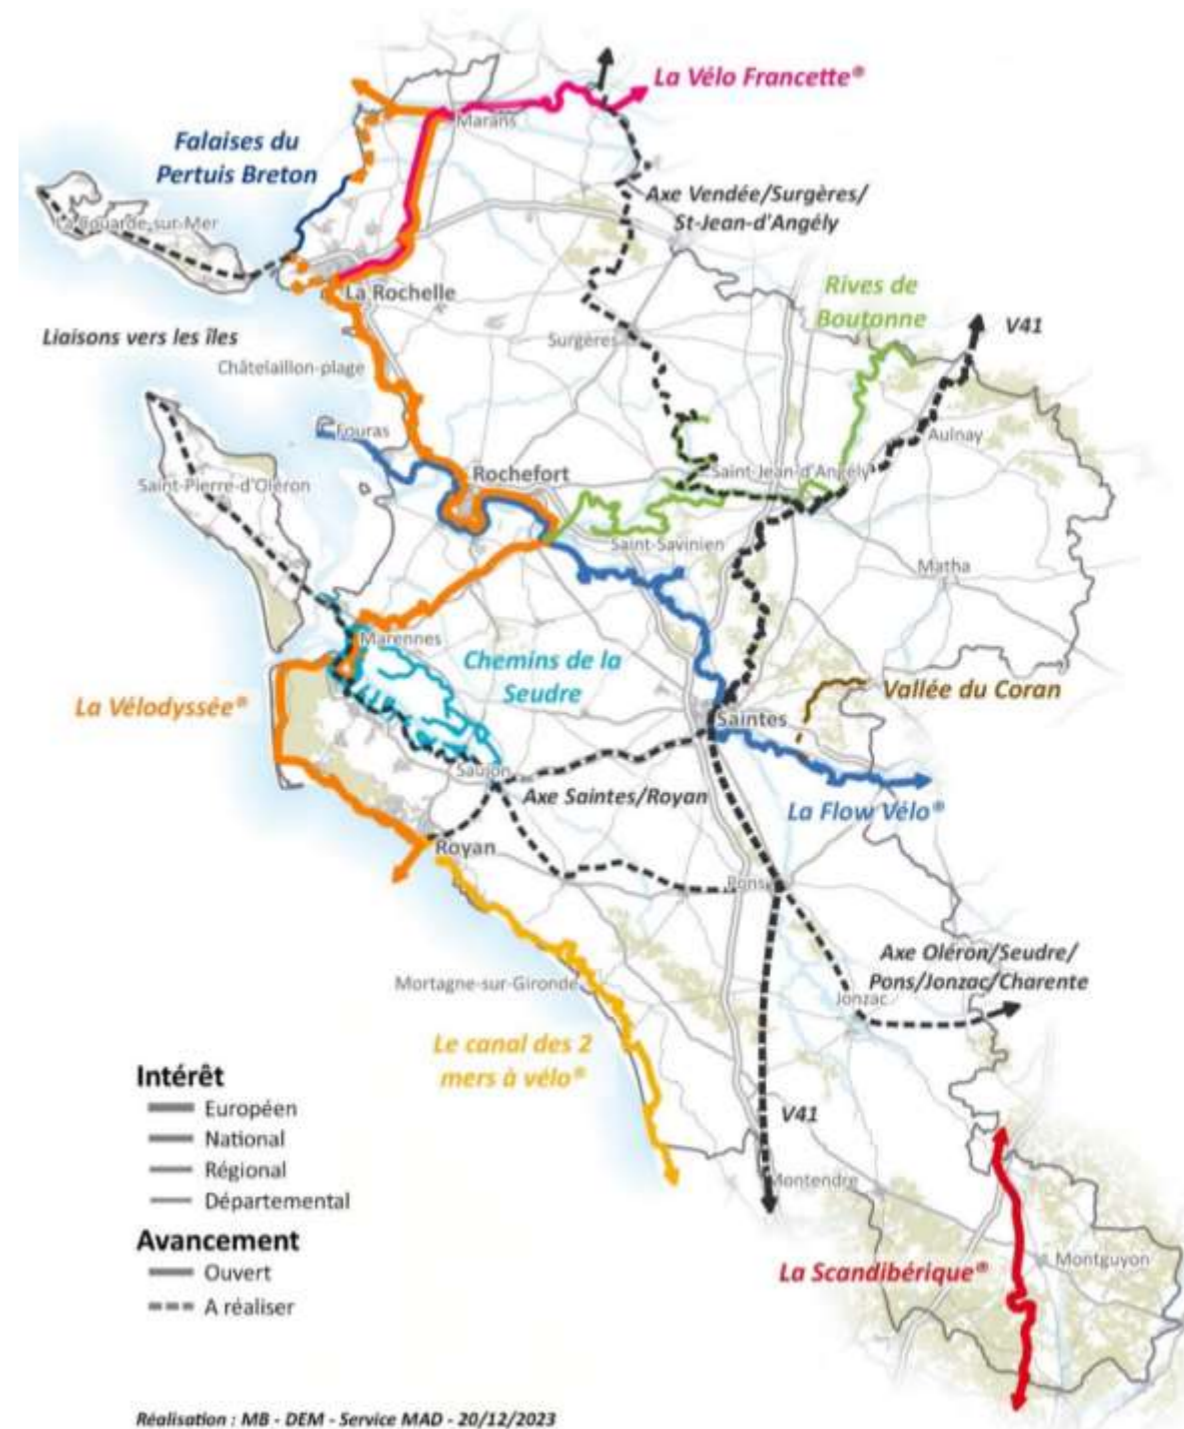 La Vélo Francette®
Marans
Falaises du
Pertuis Breton
Axe Vendée/Surgères/
St-Jean-d'Angély
La Couarde-sur-Mer
Rives de
Boutonne
La Rochelle
V41
Liaisons vers les îles
Surgères
Châtelaillon-plage
Fouras
Aulnay
Rochefort
Saint-Jean-d'Angély
Saint-Pierre-d'Oléron
Saint-Savinien
Matha
Marennes
Chemins de la
Seudre
Vallée du Coran
La Vélodyssée®
Saintes
Saujon
Axe Saintes/Royan
La Flow Vélo®
Royan
Pons
Axe Oléron/Seudre/
Pons/Jonzac/Charente
Mortagne-sur-Gironde
Jonzac
Le canal des 2
mers à vélo®
Intérêt
Européen
National
Régional
Départemental
V41
Montendre
Avancement
Ouvert
A réaliser
La Scandibérique®
Montguyon
Réalisation : MB - DEM - Service MAD - 20/12/2023